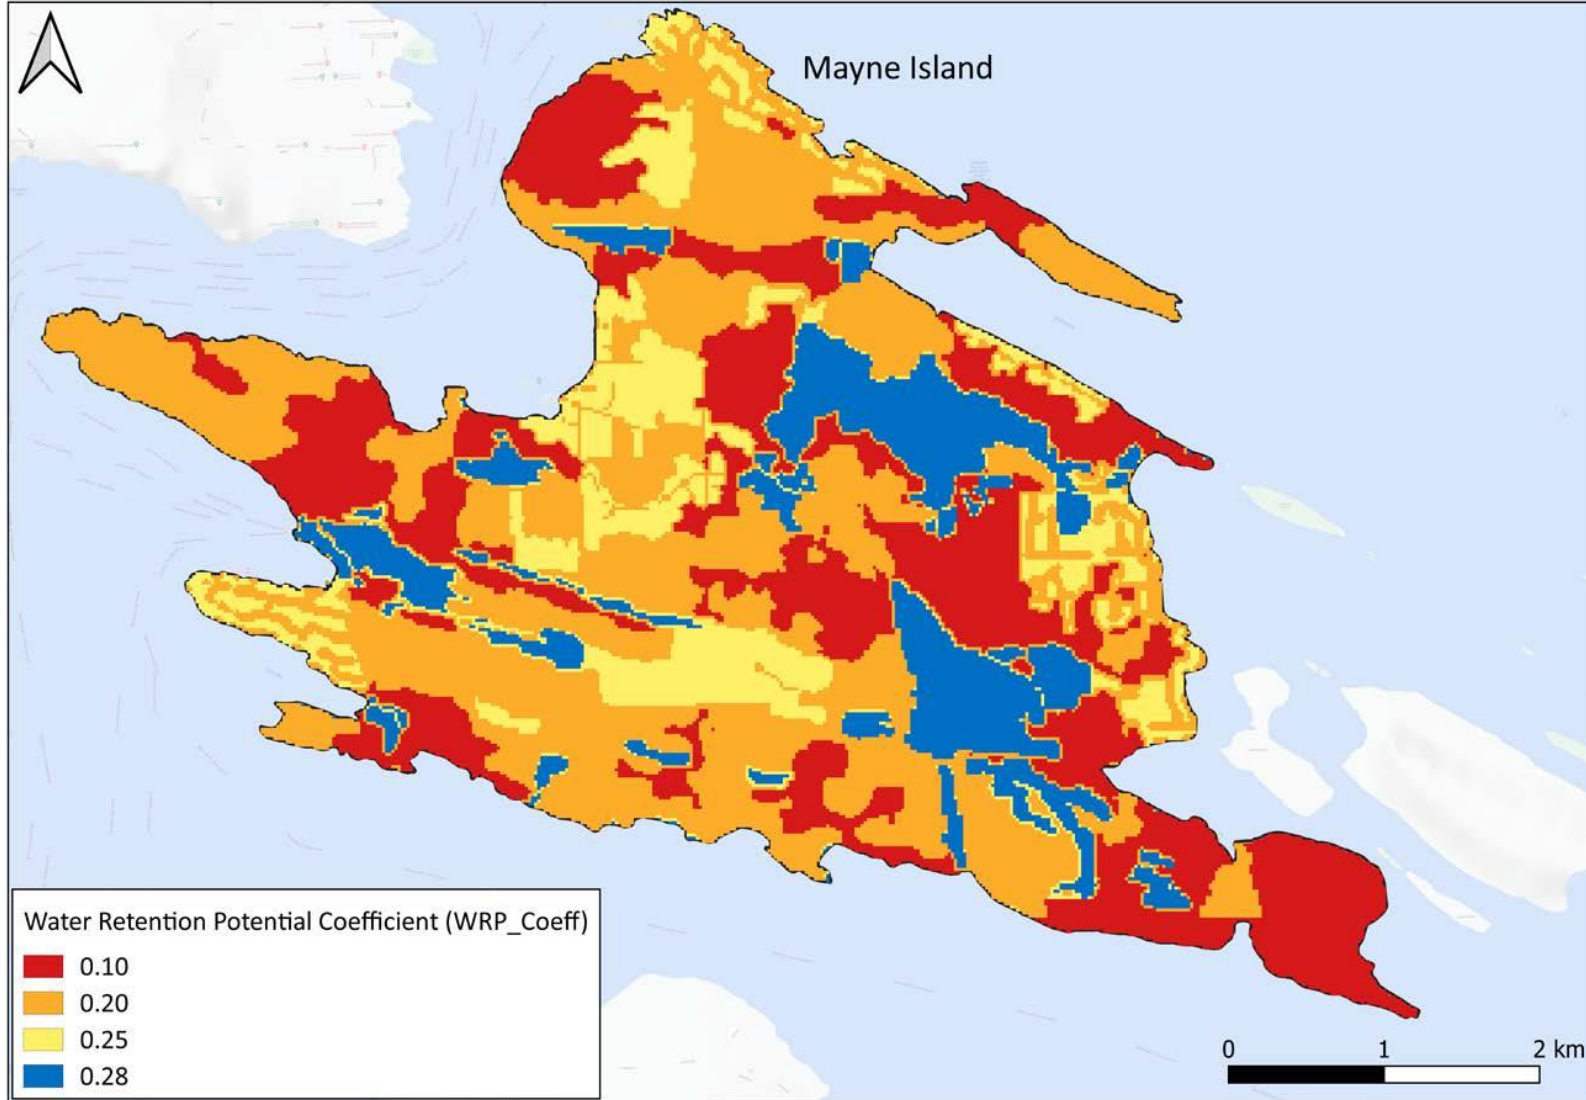 Mayne Island
Water Retention Potential Coefficient (WRP_Coeff)
0.10
0.20
0.25
0.28
0 1 2 km